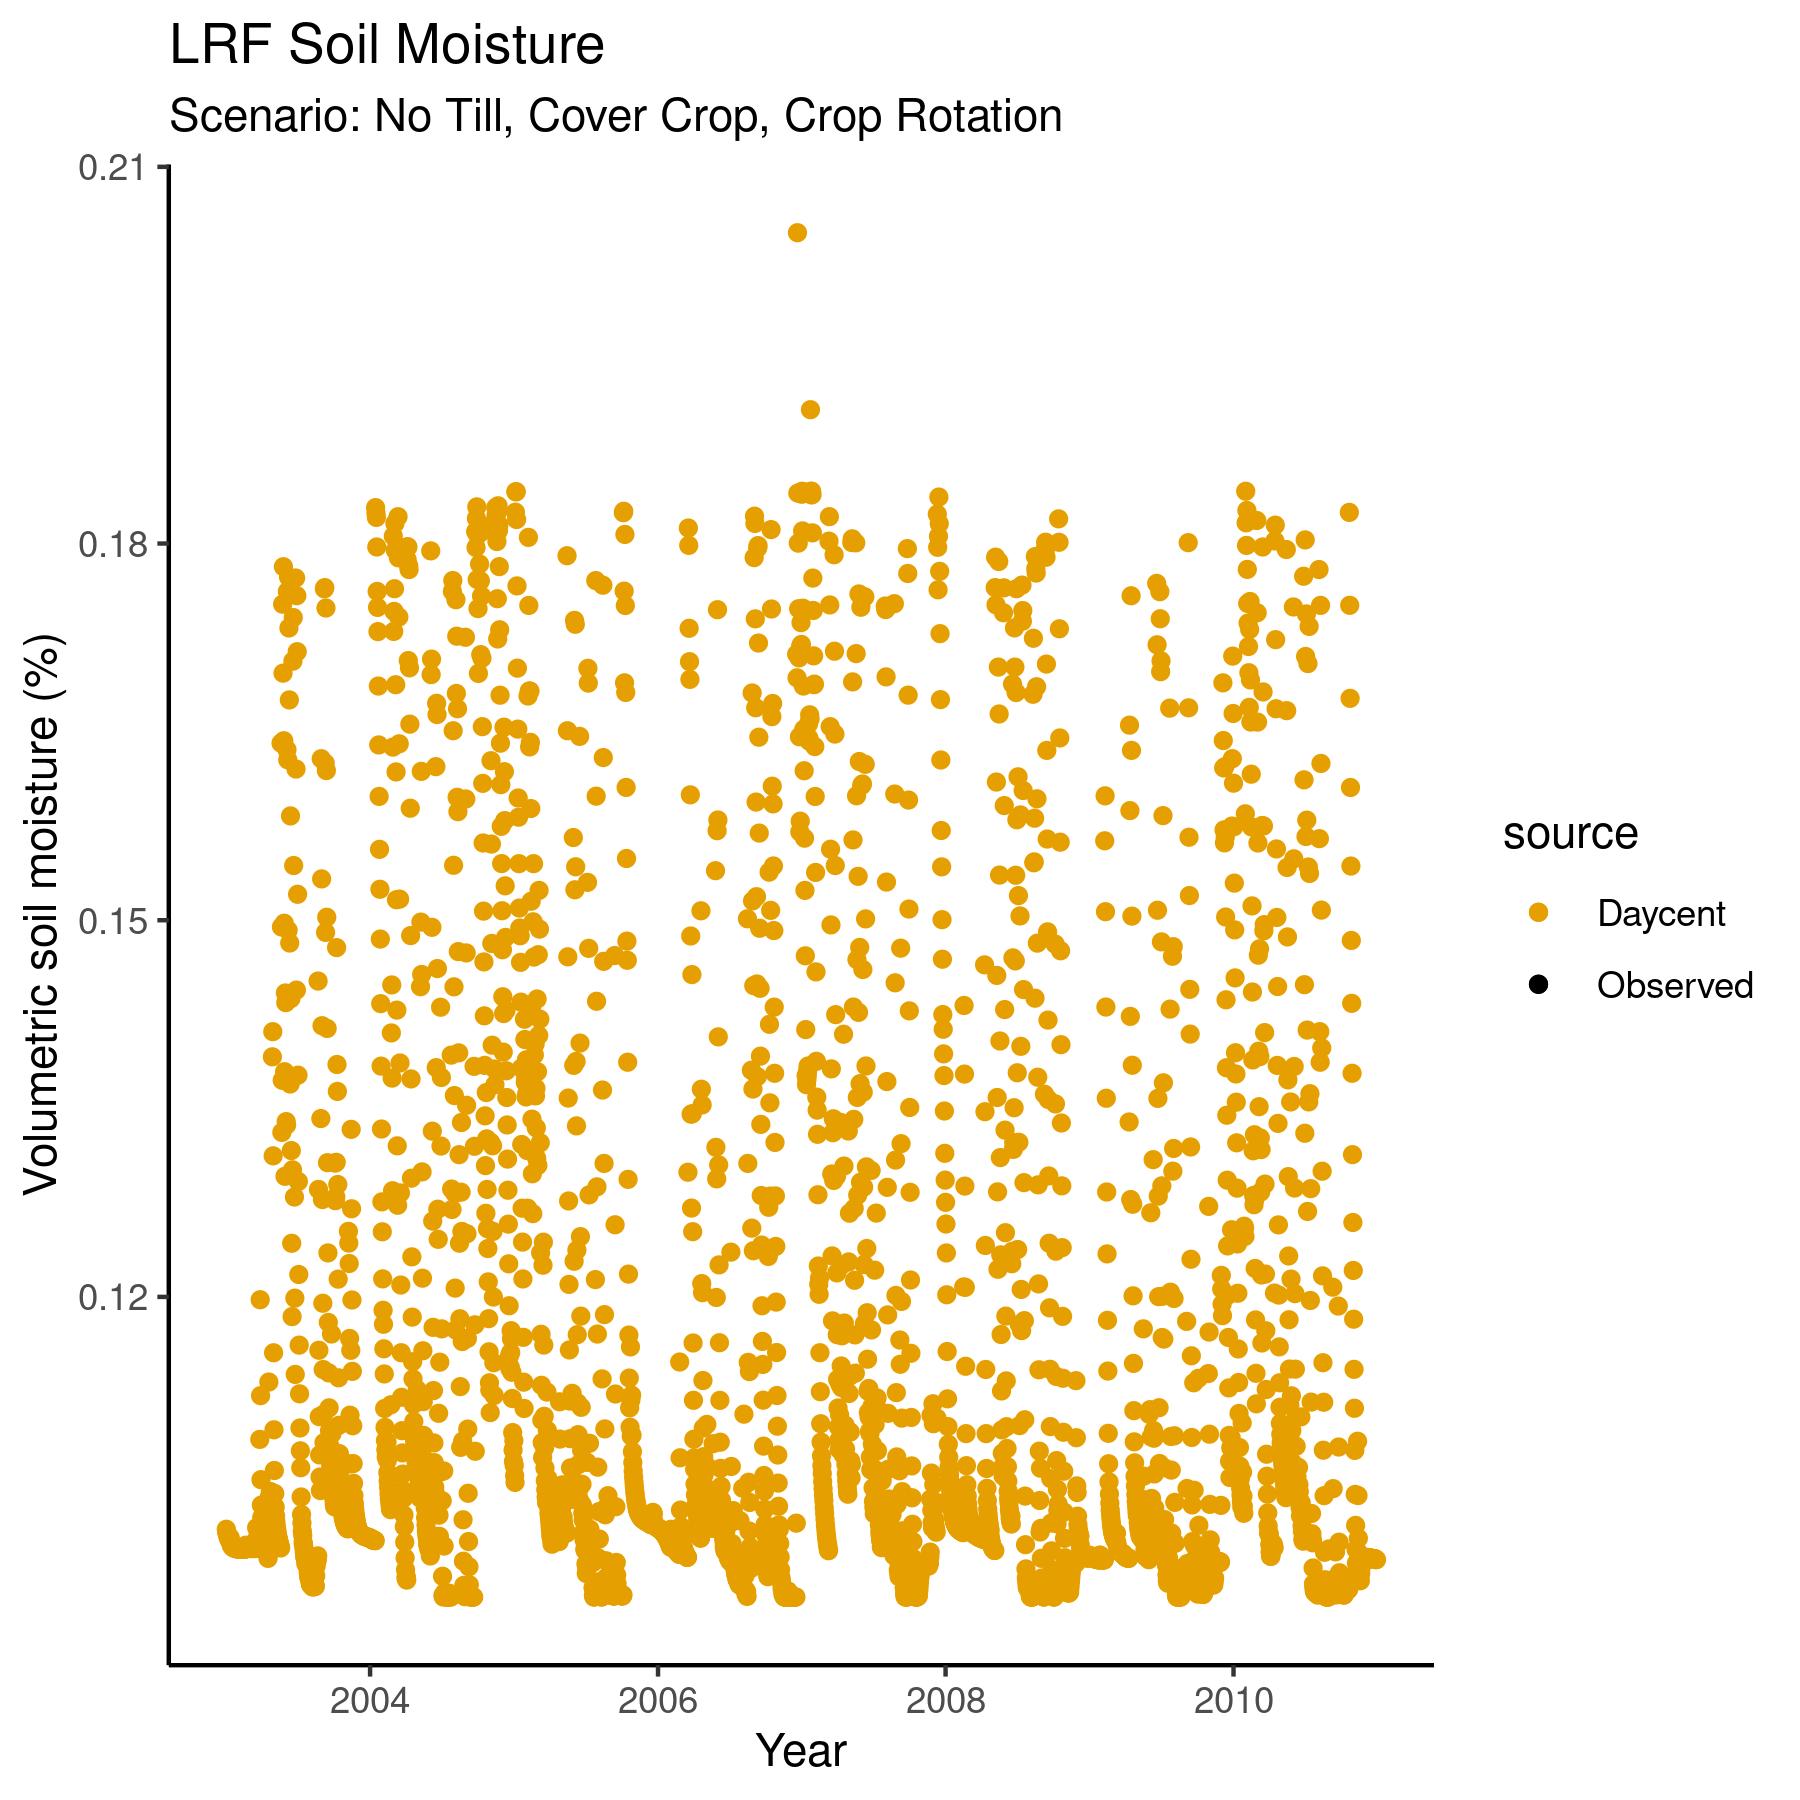 LRF Soil Moisture
Scenario: No Till, Cover Crop, Crop Rotation
0.21
0.18
0.15
0.12
Volumetric soil moisture (%)
2004 2006 2008 2010
Year
source
Daycent
Observed